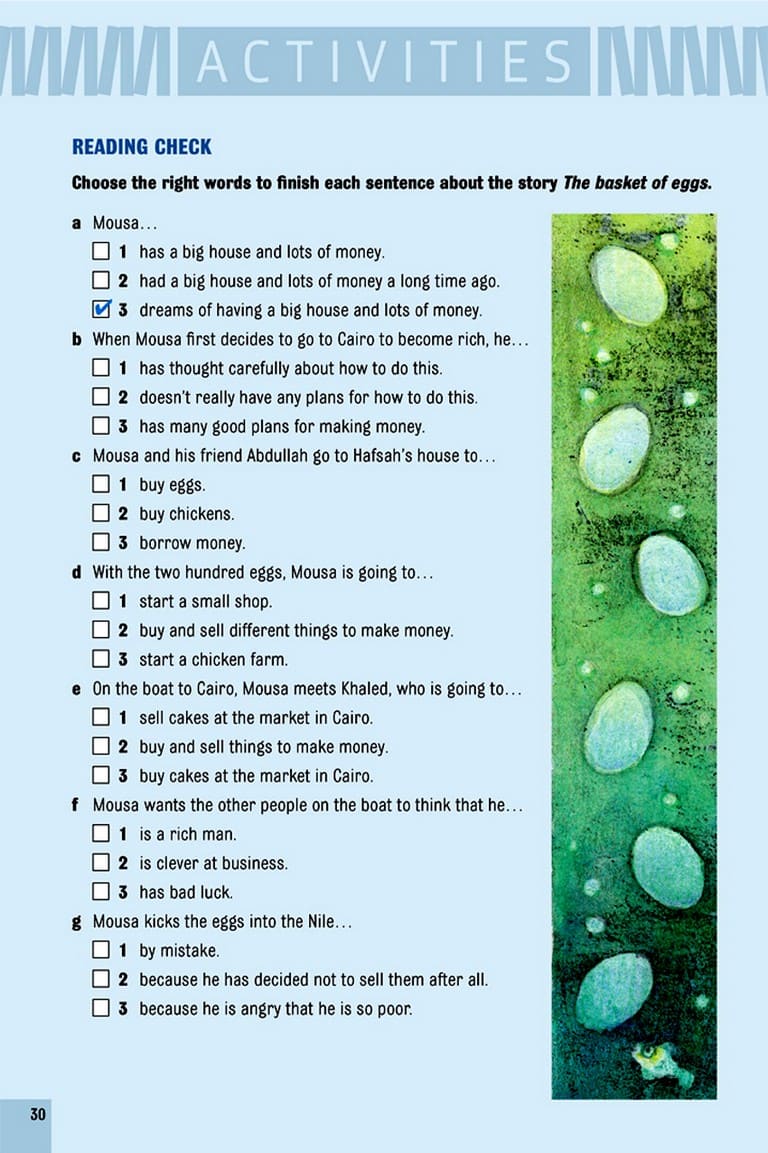 ACTIVITIES
READING CHECK
Choose the right words to finish each sentence about the story The basket of eggs.
a Mousa...
1 has a big house and lots of money.
2 had a big house and lots of money a long time ago.
3 dreams of having a big house and lots of money.
b When Mousa first decides to go to Cairo to become rich, he...
1 has thought carefully about how to do this.
2 doesn't really have any plans for how to do this.
3 has many good plans for making money.
c Mousa and his friend Abdullah go to Hafsah's house to...
1 buy eggs.
2 buy chickens.
3 borrow money.
d With the two hundred eggs, Mousa is going to...
1 start a small shop.
2 buy and sell different things to make money.
3 start a chicken farm.
e On the boat to Cairo, Mousa meets Khaled, who is going to...
1 sell cakes at the market in Cairo.
2 buy and sell things to make money.
3 buy cakes at the market in Cairo.
f Mousa wants the other people on the boat to think that he...
1 is a rich man.
2 is clever at business.
3 has bad luck.
g Mousa kicks the eggs into the Nile...
1 by mistake.
2 because he has decided not to sell them after all.
3 because he is angry that he is so poor.
30